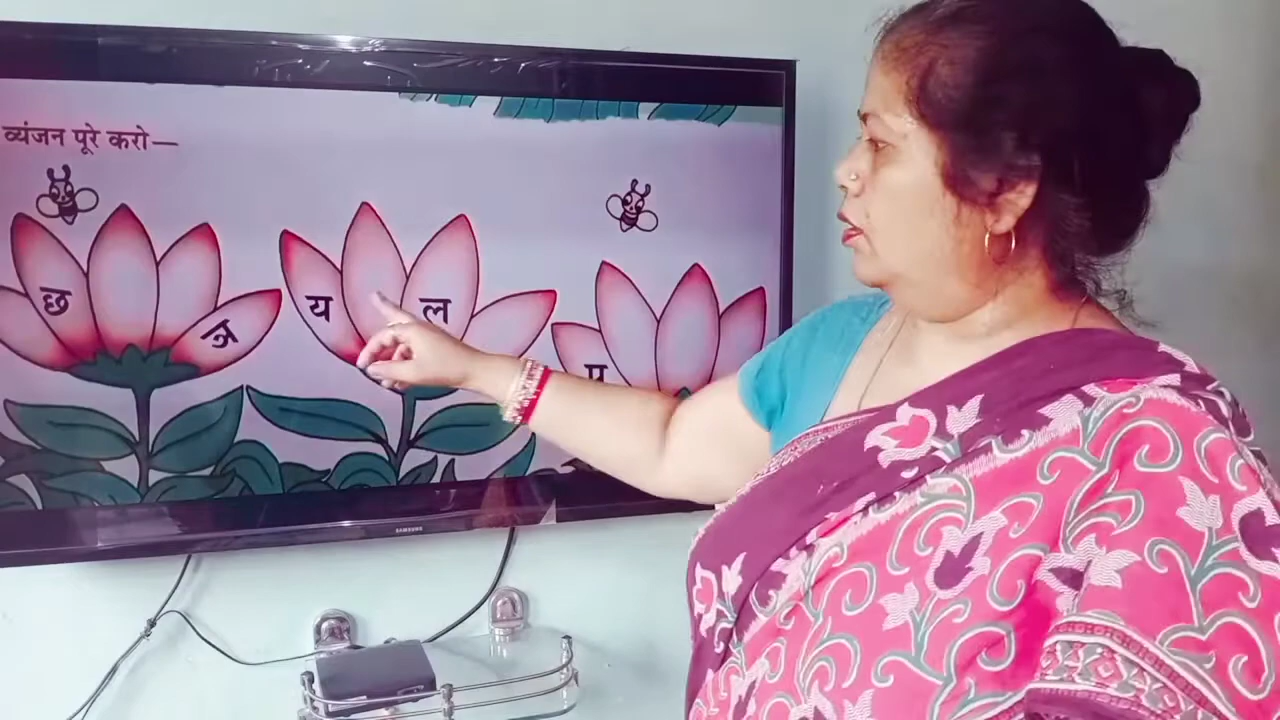 व्यंजन पूरे करो—
छ ञ य ल प
SAMSUNG